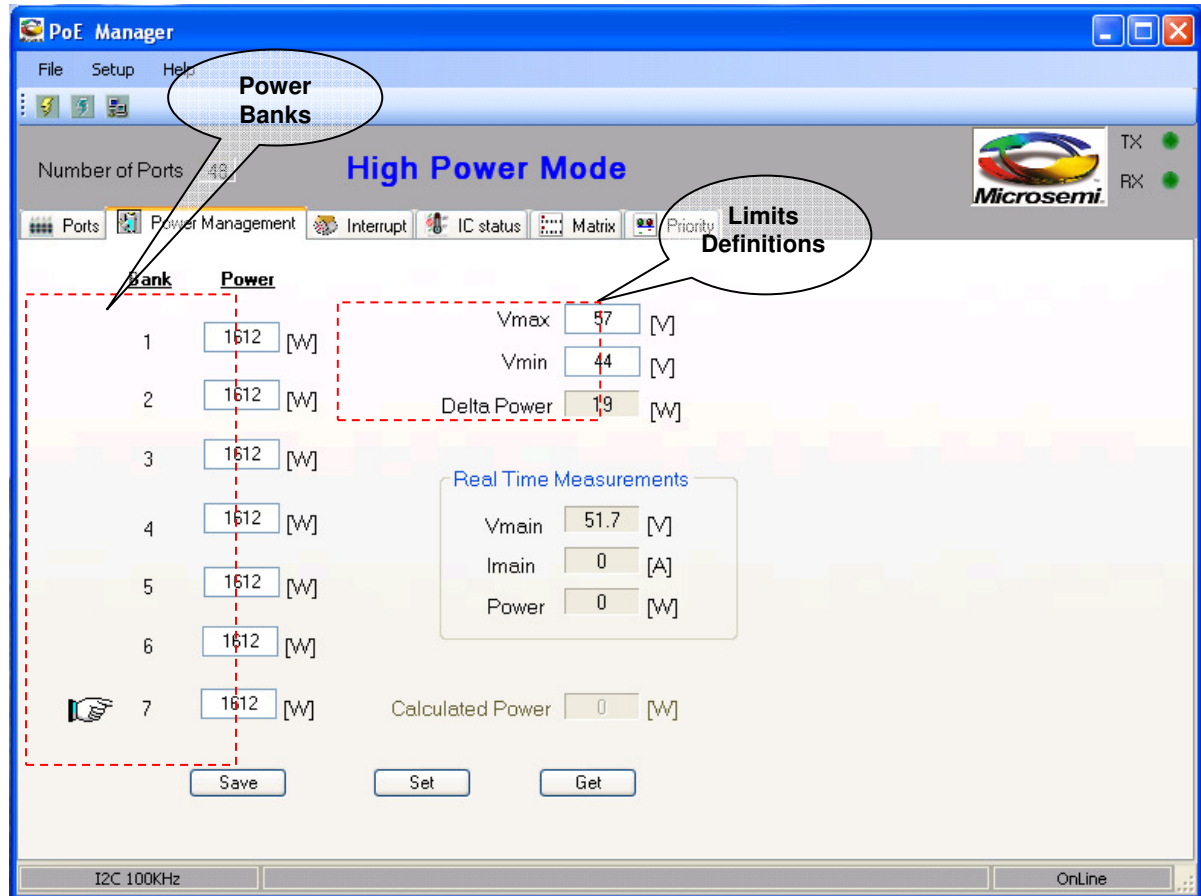 PoE Manager
File Setup Help
Power
Banks
Number of Ports 48
High Power Mode
Microsemi.
TX
RX
Ports Power Management Interrupt IC status Matrix Priority
Limits
Definitions
Bank Power
1 1612 [W]
2 1612 [W]
3 1612 [W]
4 1612 [W]
5 1612 [W]
6 1612 [W]
7 1612 [W]
Vmax 57 [V]
Vmin 44 [V]
Delta Power 19 [W]
Real Time Measurements
Vmain 51.7 [V]
Imain 0 [A]
Power 0 [W]
Calculated Power 0 [W]
Save Set Get
I2C 100KHz OnLine